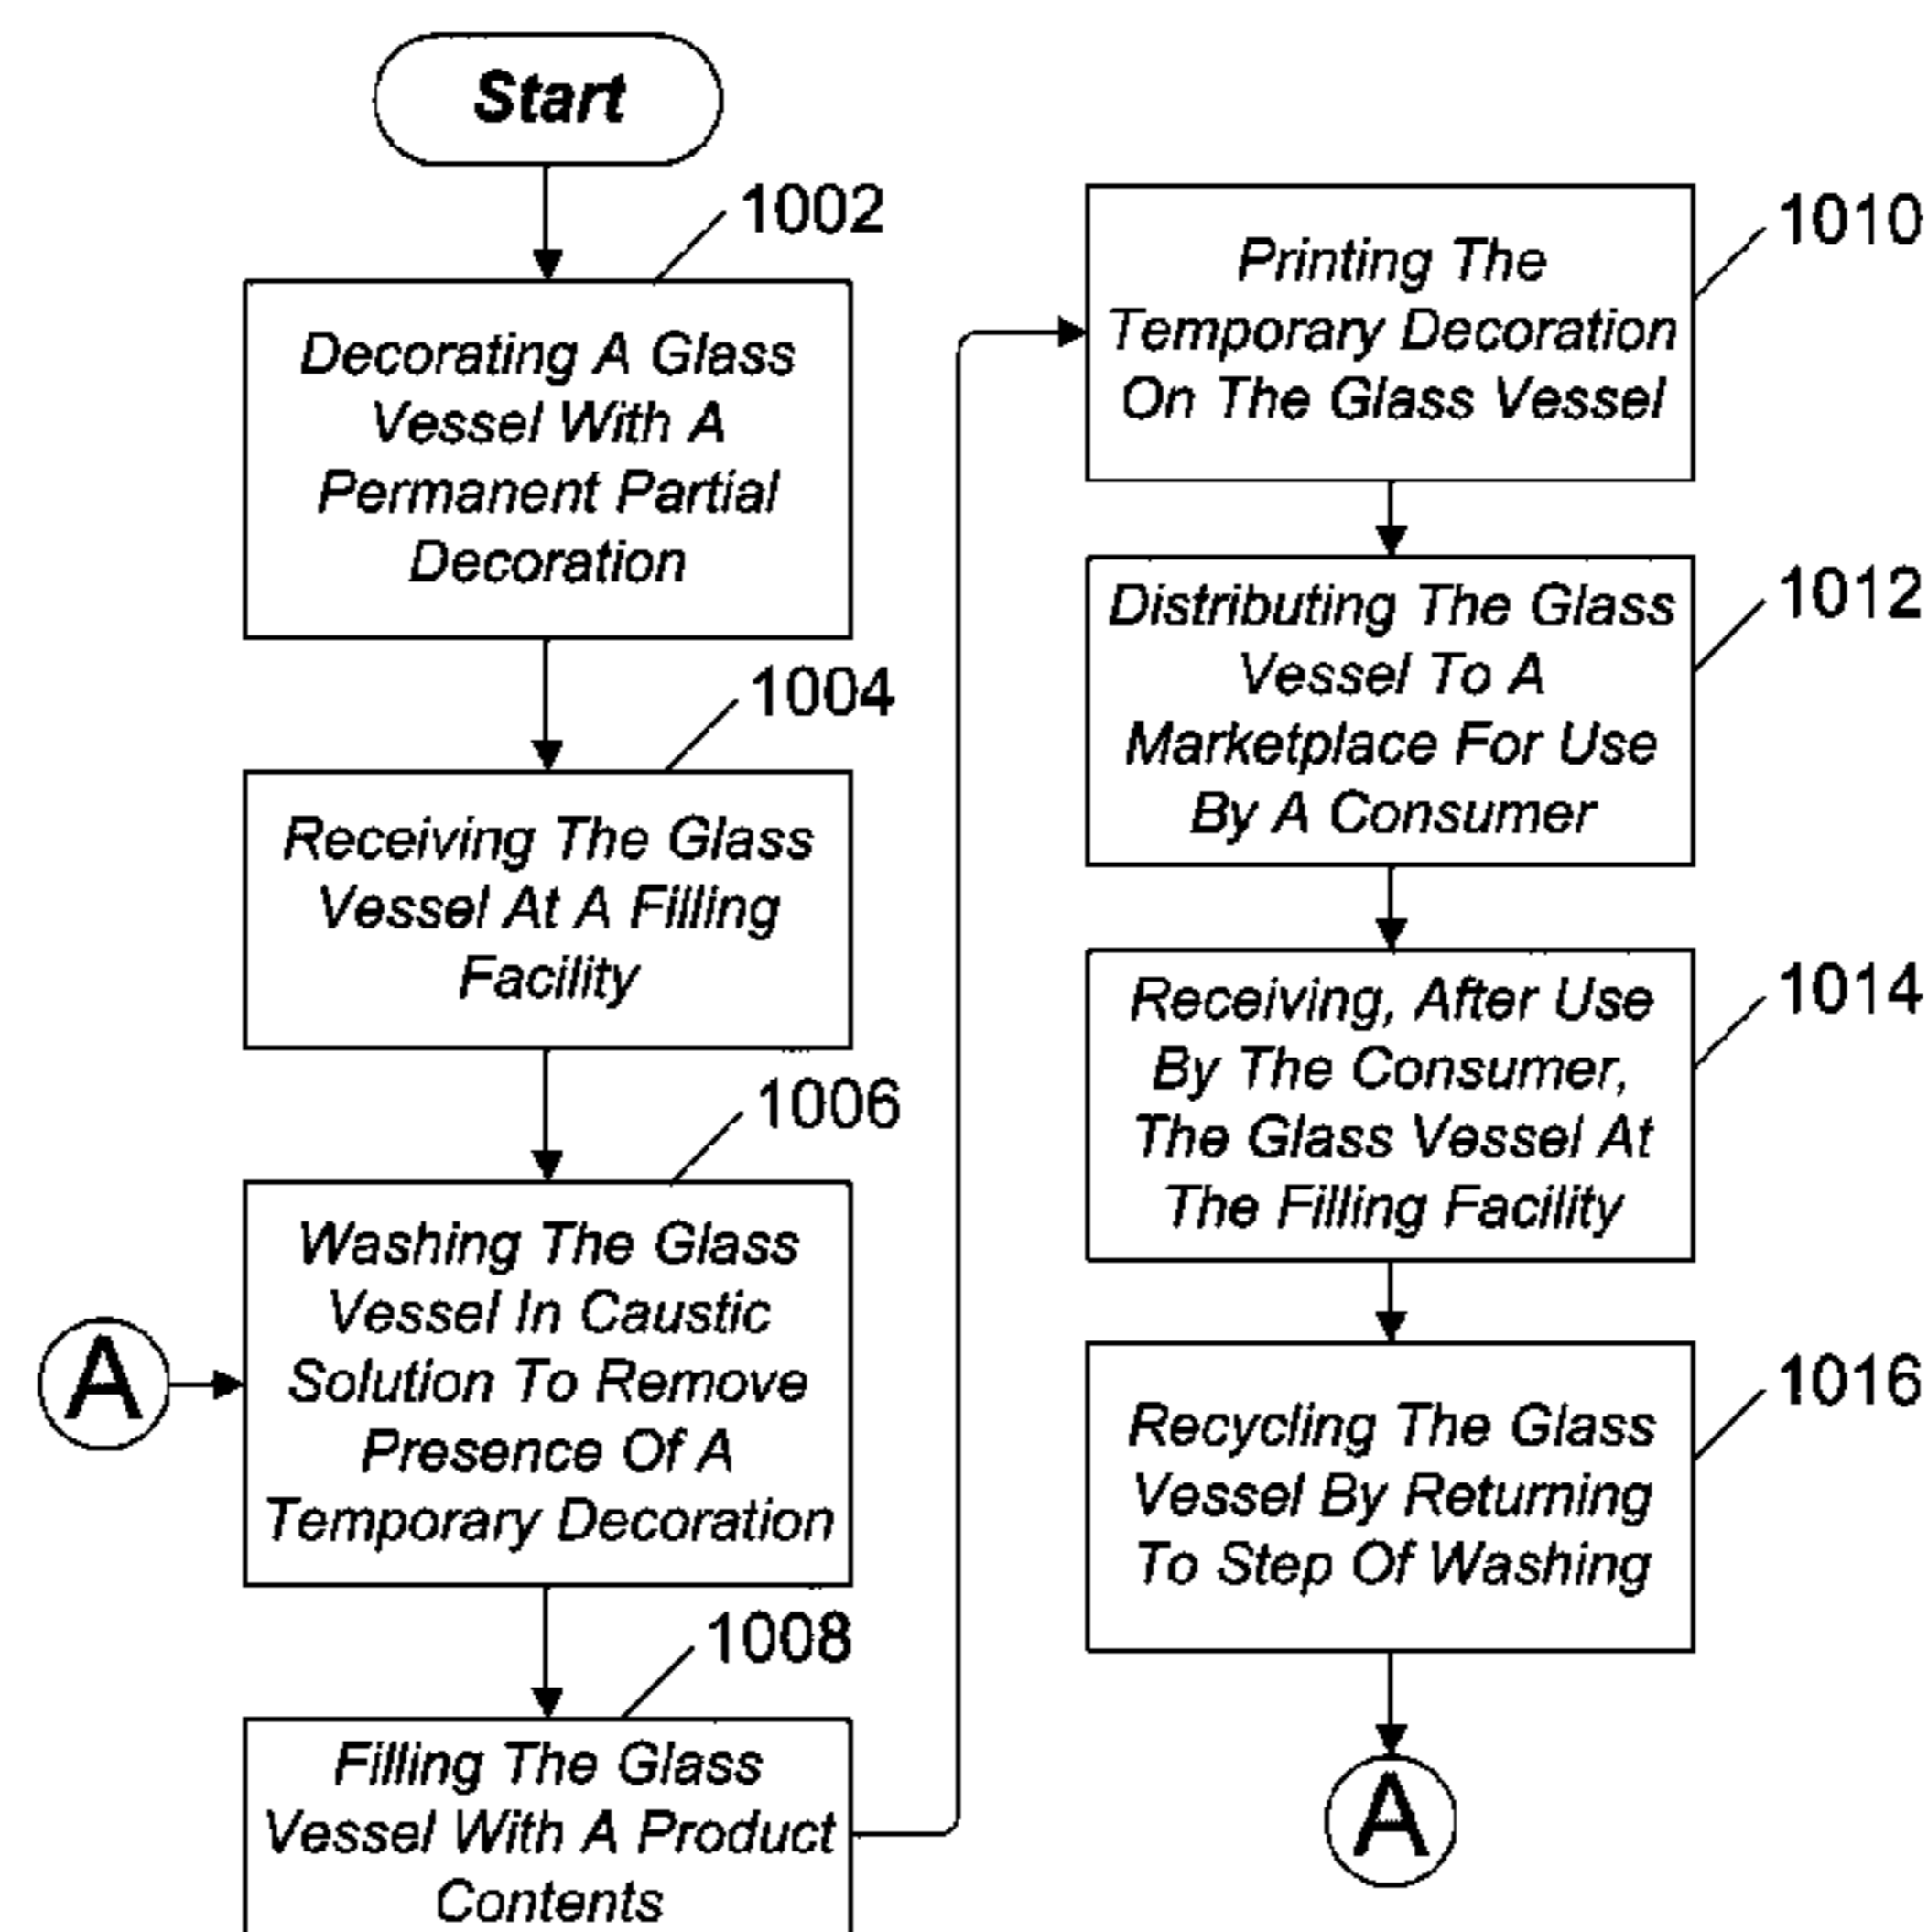 Start
1002
Decorating A Glass
Vessel With A
Permanent Partial
Decoration
1004
Receiving The Glass
Vessel At A Filling
Facility
1006
Washing The Glass
Vessel In Caustic
Solution To Remove
Presence Of A
Temporary Decoration
A
1008
Filling The Glass
Vessel With A Product
Contents
1010
Printing The
Temporary Decoration
On The Glass Vessel
1012
Distributing The Glass
Vessel To A
Marketplace For Use
By A Consumer
1014
Receiving, After Use
By The Consumer,
The Glass Vessel At
The Filling Facility
1016
Recycling The Glass
Vessel By Returning
To Step Of Washing
A